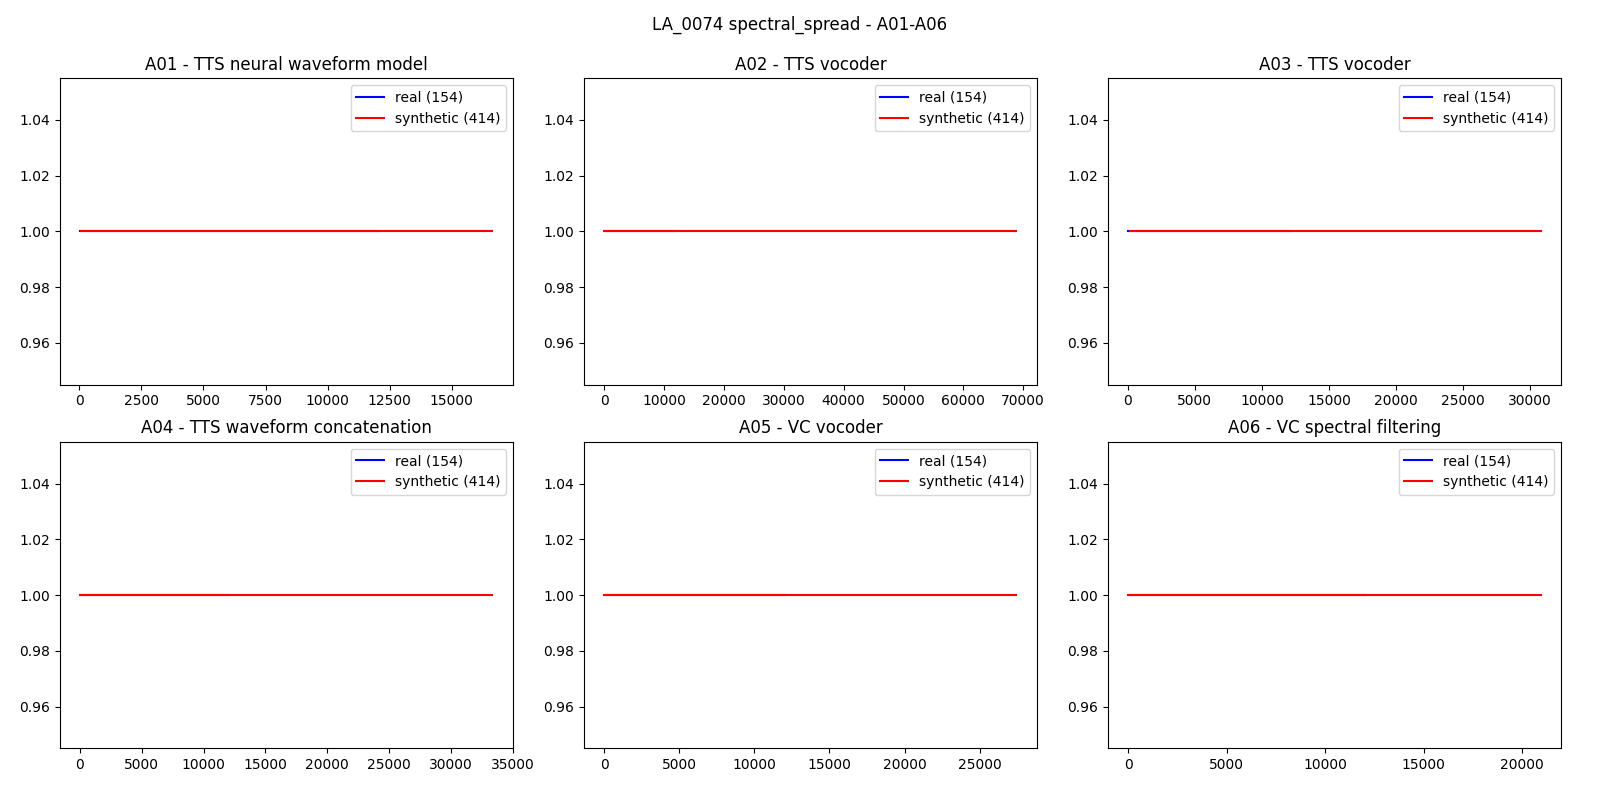 LA_0074 spectral_spread - A01-A06
A01 - TTS neural waveform model
real (154)
synthetic (414)
1.04
1.02
1.00
0.98
0.96
0 2500 5000 7500 10000 12500 15000
A02 - TTS vocoder
real (154)
synthetic (414)
1.04
1.02
1.00
0.98
0.96
0 10000 20000 30000 40000 50000 60000 70000
A03 - TTS vocoder
real (154)
synthetic (414)
1.04
1.02
1.00
0.98
0.96
0 5000 10000 15000 20000 25000 30000
A04 - TTS waveform concatenation
real (154)
synthetic (414)
1.04
1.02
1.00
0.98
0.96
0 5000 10000 15000 20000 25000 30000 35000
A05 - VC vocoder
real (154)
synthetic (414)
1.04
1.02
1.00
0.98
0.96
0 5000 10000 15000 20000 25000
A06 - VC spectral filtering
real (154)
synthetic (414)
1.04
1.02
1.00
0.98
0.96
0 5000 10000 15000 20000